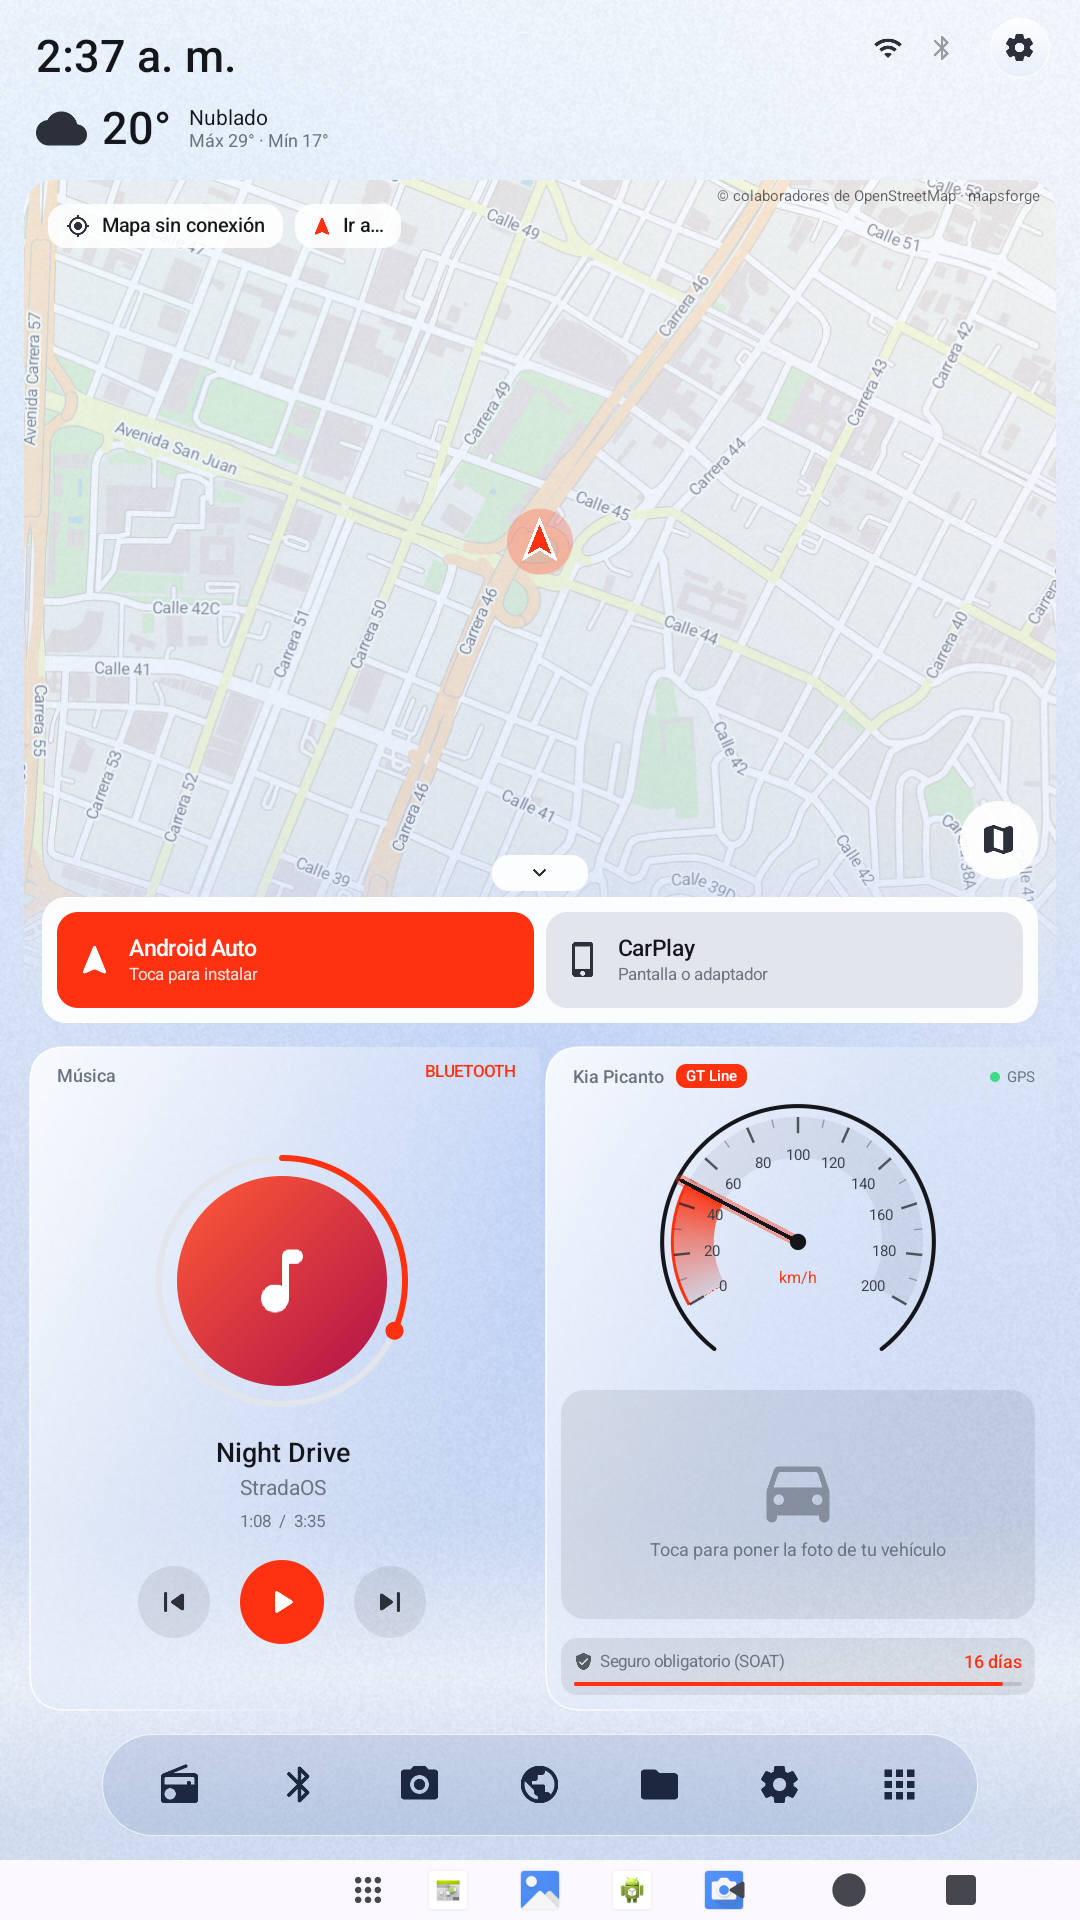 2:37 a. m.
20°
Nublado
Máx 29° · Mín 17°
© colaboradores de OpenStreetMap · mapsforge
Mapa sin conexión
Ir a...
Calle 49
Calle 51
Carrera 46
Avenida Carrera 57
Carrera 42
Carrera 43
Carrera 49
Avenida San Juan
Carrera 44
Calle 45
Calle 42C
Carrera 51
Carrera 50
Carrera 46
Calle 44
Carrera 40
Calle 41
Carrera 55
Carrera 53
Carrera 52
Calle 42
Carrera 46
Calle 41
Calle 42
Calle 39
Calle 39D
Android Auto
Toca para instalar
CarPlay
Pantalla o adaptador
Música
BLUETOOTH
Night Drive
StradaOS
1:08 / 3:35
Kia Picanto
GT Line
GPS
0
20
40
60
80
100
120
140
160
180
200
km/h
Toca para poner la foto de tu vehículo
Seguro obligatorio (SOAT)
16 días